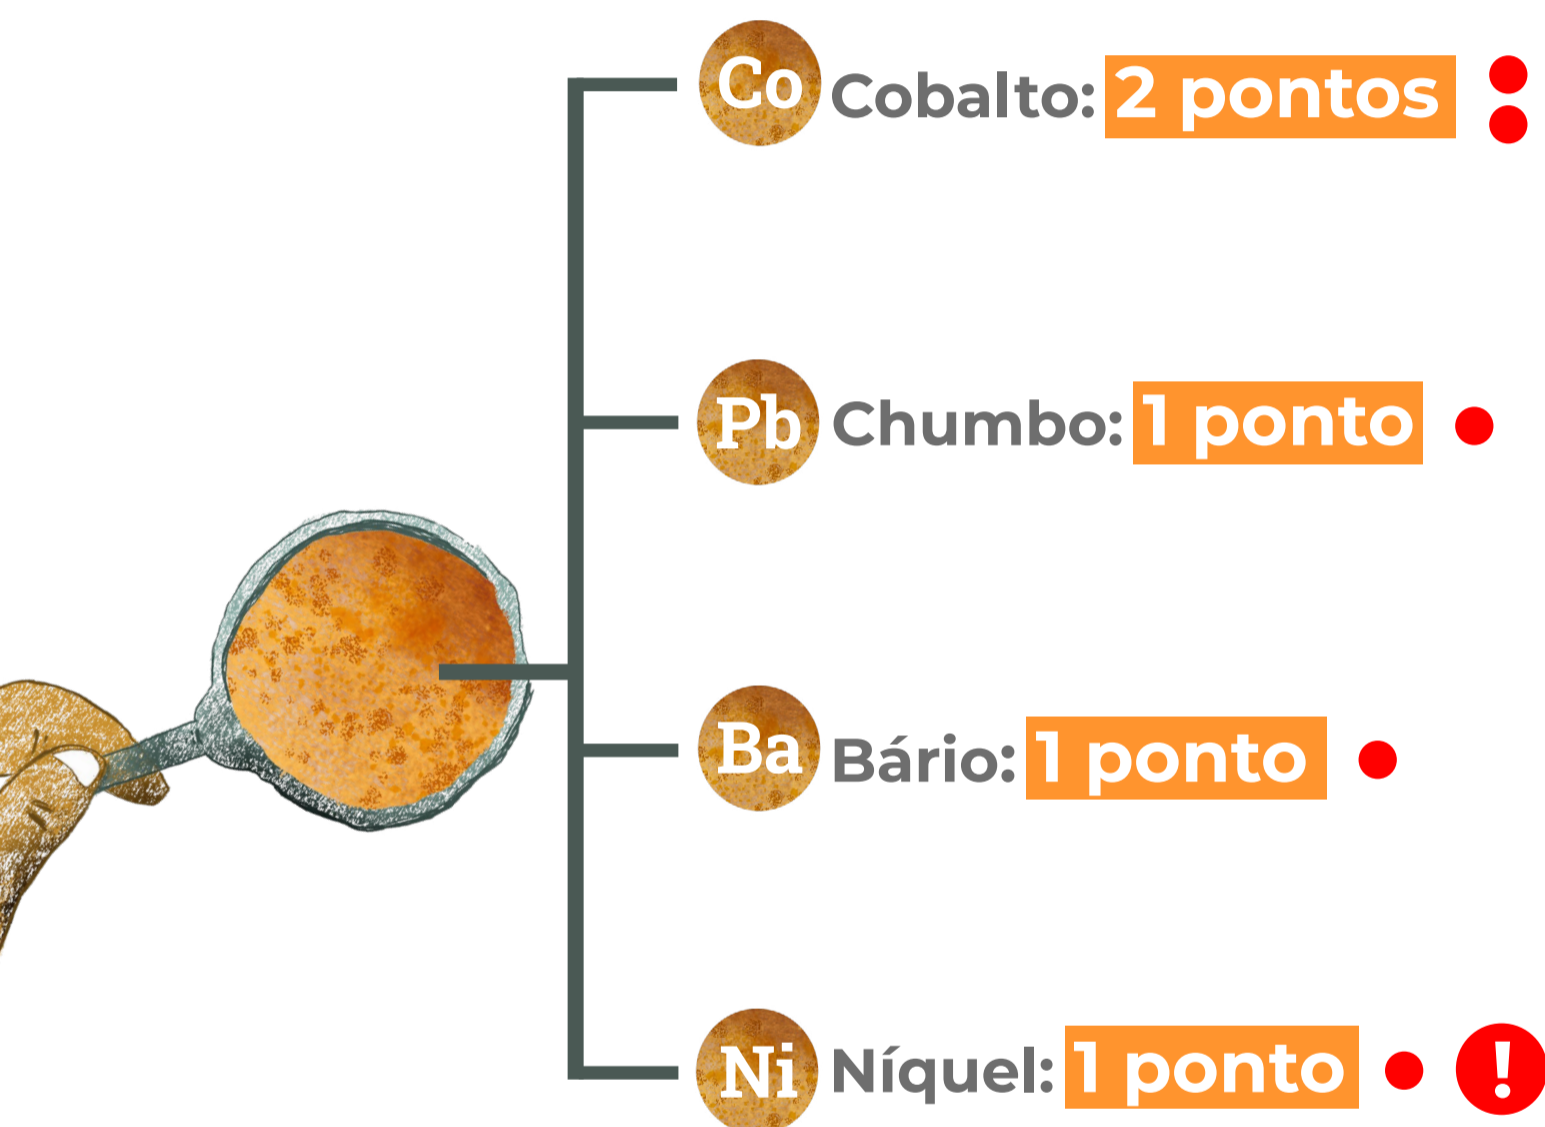 Co Cobalto: 2 pontos
Pb Chumbo: 1 ponto
Ba Bário: 1 ponto
Ni Níquel: 1 ponto !